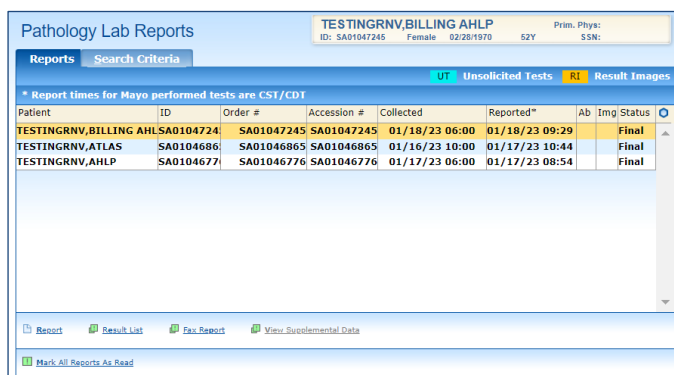 Pathology Lab Reports
TESTINGRNV,BILLING AHLP Prim. Phys:
ID: SA01047245 Female 02/28/1970 52Y SSN:
Reports Search Criteria
UT Unsolicited Tests RI Result Images
* Report times for Mayo performed tests are CST/CDT
Patient ID Order # Accession # Collected Reported* Ab Img Status
TESTINGRNV,BILLING AHL SA0104724 SA01047245 SA01047245 01/18/23 06:00 01/18/23 09:29 Final
TESTINGRNV,ATLAS SA0104686 SA01046865 SA01046865 01/16/23 10:00 01/17/23 10:44 Final
TESTINGRNV,AHLP SA0104677 SA01046776 SA01046776 01/17/23 06:00 01/17/23 08:54 Final
Report Result List Fax Report View Supplemental Data
Mark All Reports As Read